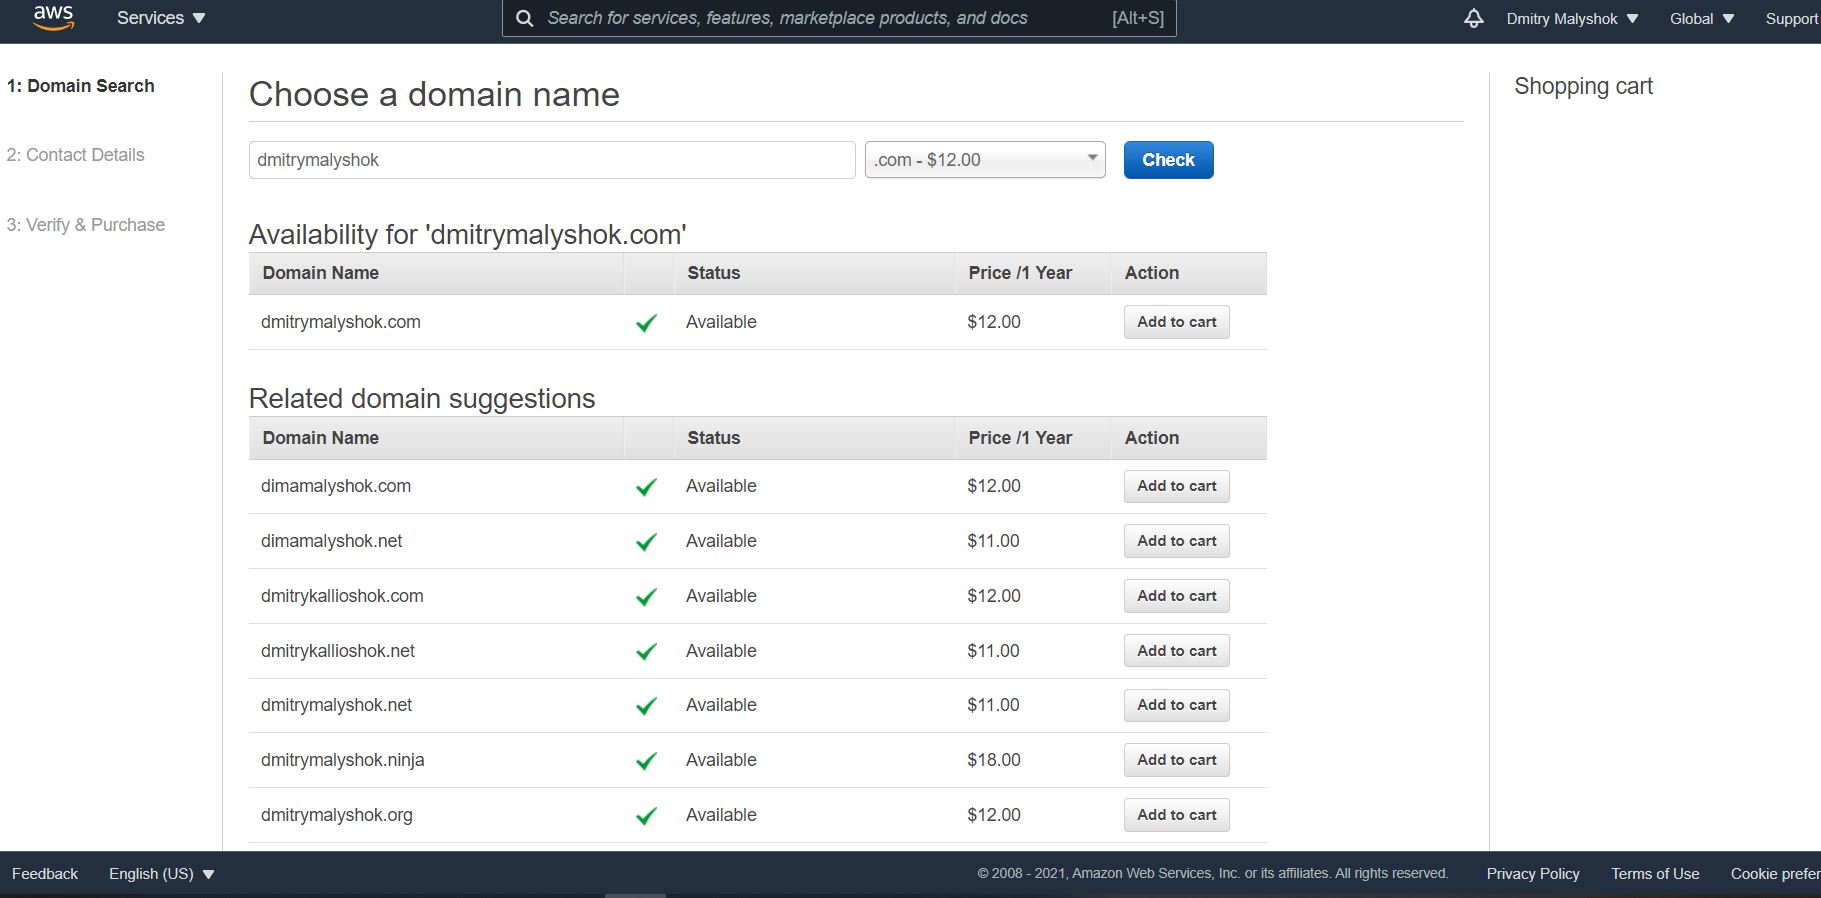 aws Services Search for services, features, marketplace products, and docs [Alt+S] Dmitry Malyshok Global Support
1: Domain Search
2: Contact Details
3: Verify & Purchase
Choose a domain name
dmitrymalyshok .com - $12.00 Check
Availability for 'dmitrymalyshok.com'
Domain Name Status Price /1 Year Action
dmitrymalyshok.com Available $12.00 Add to cart
Related domain suggestions
Domain Name Status Price /1 Year Action
dimamalyshok.com Available $12.00 Add to cart
dimamalyshok.net Available $11.00 Add to cart
dmitrykallioshok.com Available $12.00 Add to cart
dmitrykallioshok.net Available $11.00 Add to cart
dmitrymalyshok.net Available $11.00 Add to cart
dmitrymalyshok.ninja Available $18.00 Add to cart
dmitrymalyshok.org Available $12.00 Add to cart
Shopping cart
Feedback English (US) © 2008 - 2021, Amazon Web Services, Inc. or its affiliates. All rights reserved. Privacy Policy Terms of Use Cookie prefer